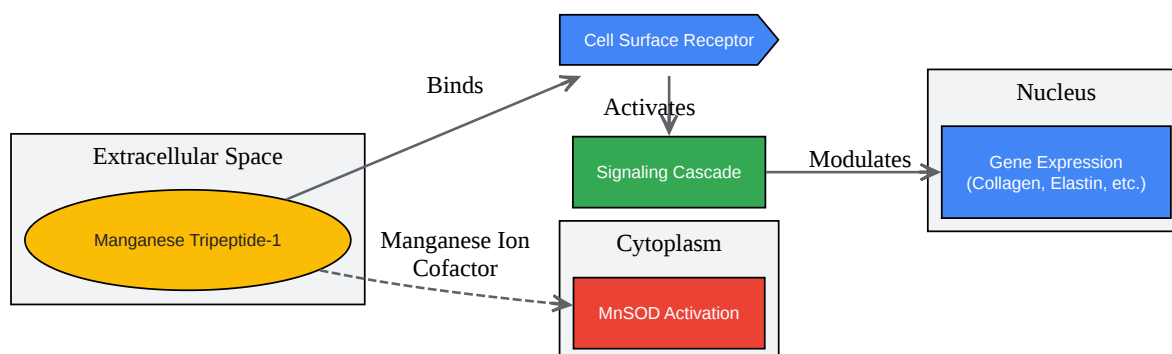 Cell Surface Receptor
Binds
Activates
Nucleus
Extracellular Space
Signaling Cascade
Modulates
Gene Expression
(Collagen, Elastin, etc.)
Manganese Tripeptide-1
Manganese Ion
Cofactor
Cytoplasm
MnSOD Activation